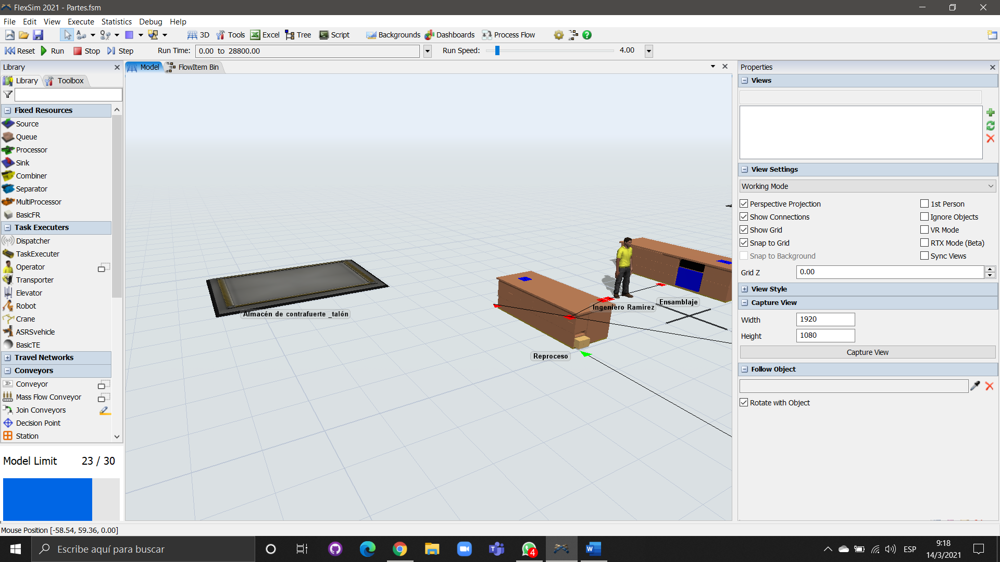 FlexSim 2021 - Partes.fsm
File Edit View Execute Statistics Debug Help
3D Tools Excel Tree Script Backgrounds Dashboards Process Flow
Reset Run Stop Step Run Time: 0.00 to 28800.00 Run Speed: 4.00
Library
Library Toolbox
Fixed Resources
Source
Queue
Processor
Sink
Combiner
Separator
MultiProcessor
BasicFR
Task Executers
Dispatcher
TaskExecuter
Operator
Transporter
Elevator
Robot
Crane
ASRSvehicle
BasicTE
Travel Networks
Conveyors
Conveyor
Mass Flow Conveyor
Join Conveyors
Decision Point
Station
Model Limit 23 / 30
Mouse Position [-58.54, 59.36, 0.00]
Model FlowItem Bin
Almacén de contrafuerte _talón
Ensamblaje
Ingeniero Ramirez
Reproceso
Properties
Views
View Settings
Working Mode
Perspective Projection 1st Person
Show Connections Ignore Objects
Show Grid VR Mode
Snap to Grid RTX Mode (Beta)
Snap to Background Sync Views
Grid Z 0.00
View Style
Capture View
Width 1920
Height 1080
Capture View
Follow Object
Rotate with Object
Escribe aquí para buscar
4
ESP
9:18
14/3/2021